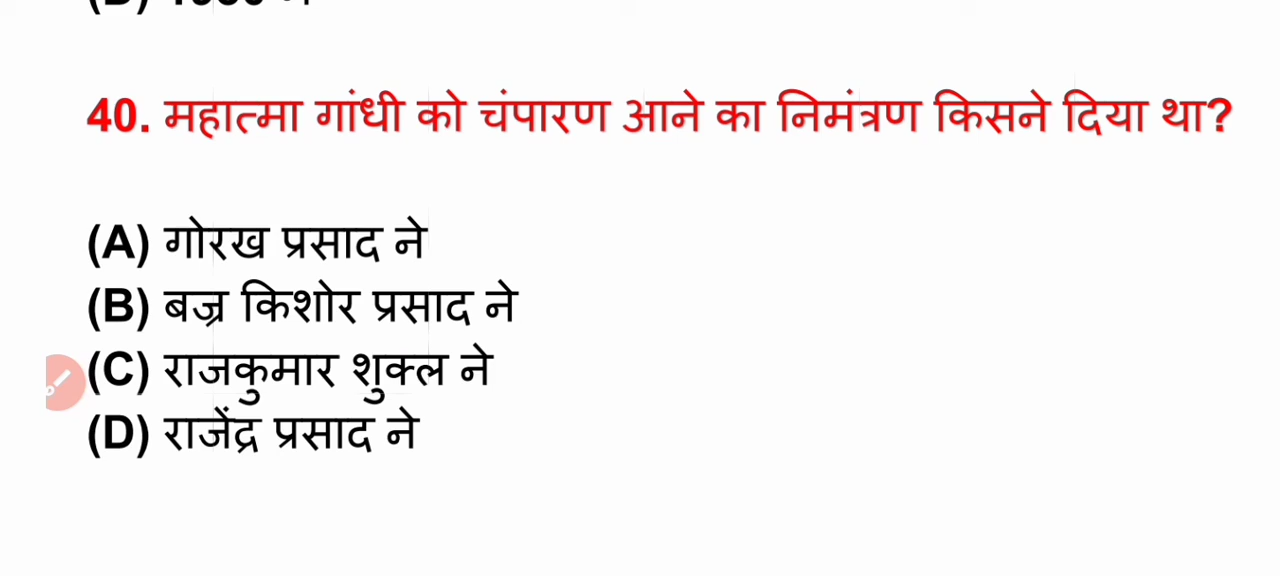 40. महात्मा गांधी को चंपारण आने का निमंत्रण किसने दिया था?
(A) गोरख प्रसाद ने
(B) बज्र किशोर प्रसाद ने
(C) राजकुमार शुक्ल ने
(D) राजेंद्र प्रसाद ने